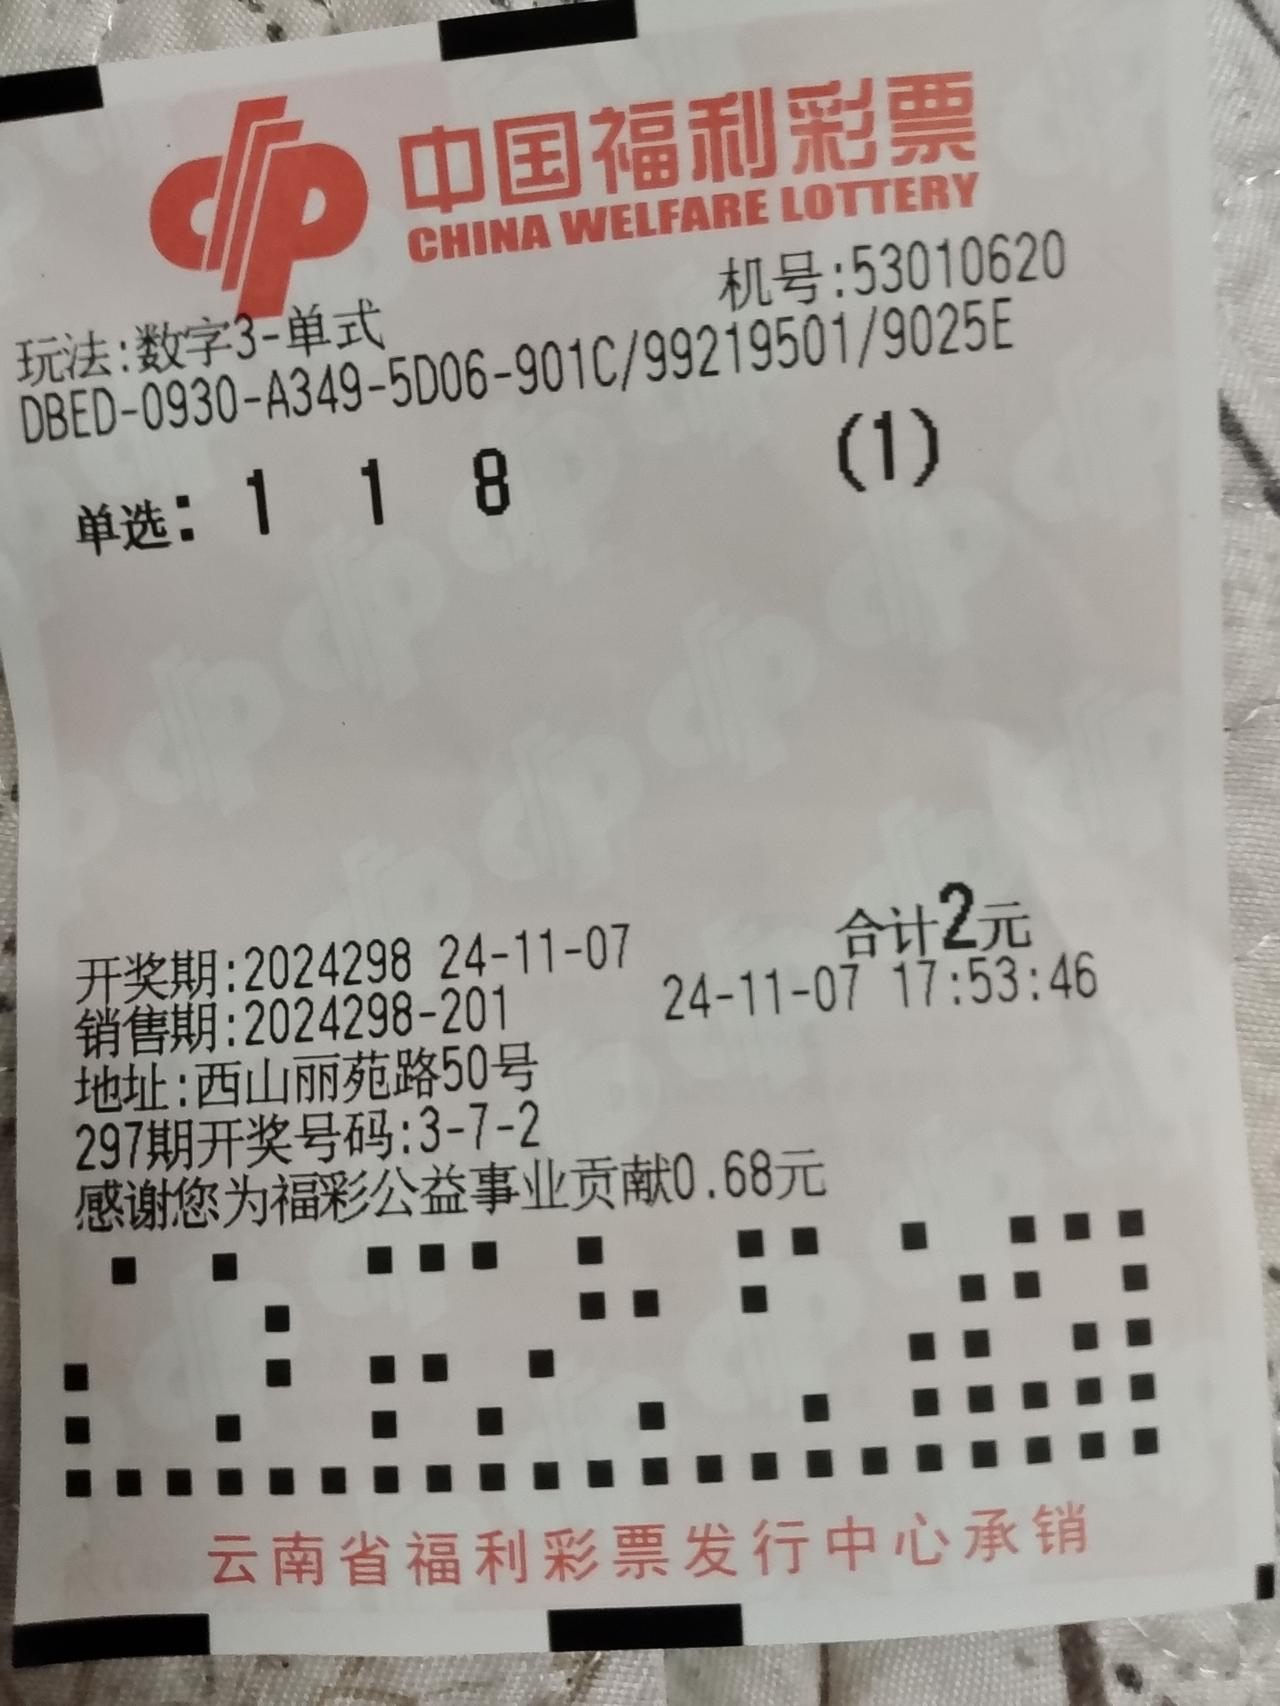 中国福利彩票
CHINA WELFARE LOTTERY
机号:53010620
玩法:数字3-单式
DBED-0930-A349-5D06-901C/99219501/9025E
单选: 1 1 8 (1)
合计2元
开奖期:2024298 24-11-07
销售期:2024298-201 24-11-07 17:53:46
地址:西山丽苑路50号
297期开奖号码:3-7-2
感谢您为福彩公益事业贡献0.68元
云南省福利彩票发行中心承销